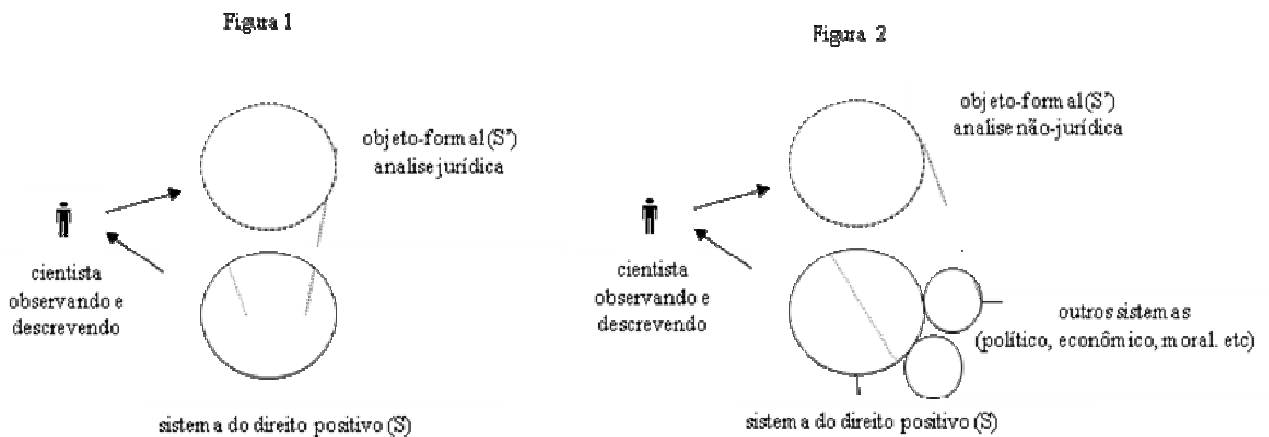 Figura 1
objeto-formal(S')
analise jurídica
cientista
observando e
descrevendo
sistema do direito positivo (S)
Figura 2
objeto-formal(S')
analise não-jurídica
cientista
observando e
descrevendo
outros sistemas
(político, econômico, moral. etc)
sistema do direito positivo (S)